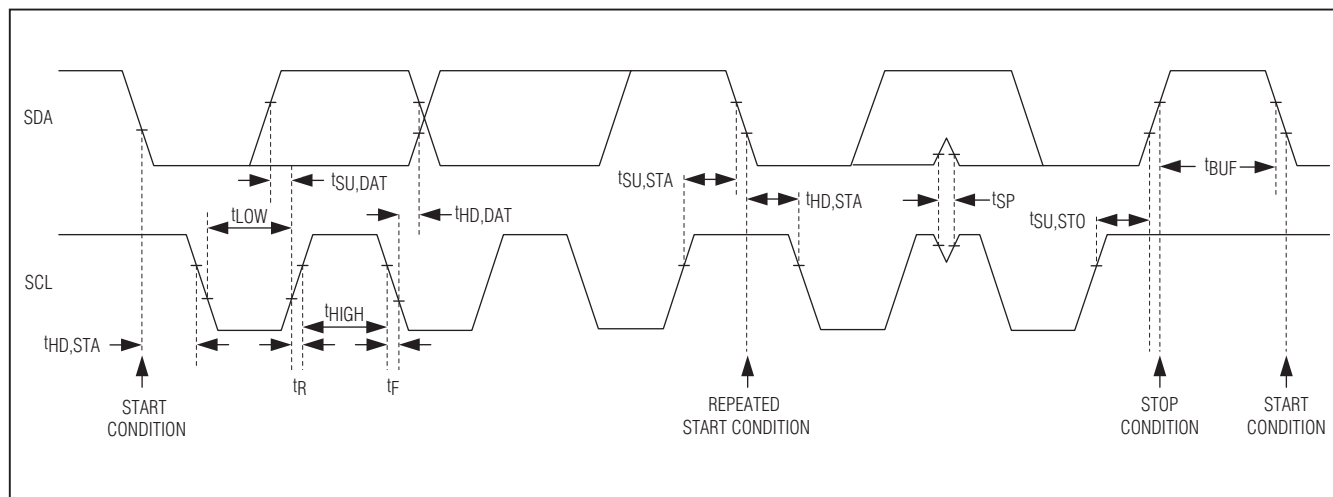 SDA
tSU,DAT
tLOW
tHD,DAT
tSU,STA
tHD,STA
tSP
tBUF
tSU,STO
SCL
tHIGH
tHD,STA
tR
tF
START
CONDITION
REPEATED
START CONDITION
STOP
CONDITION
START
CONDITION